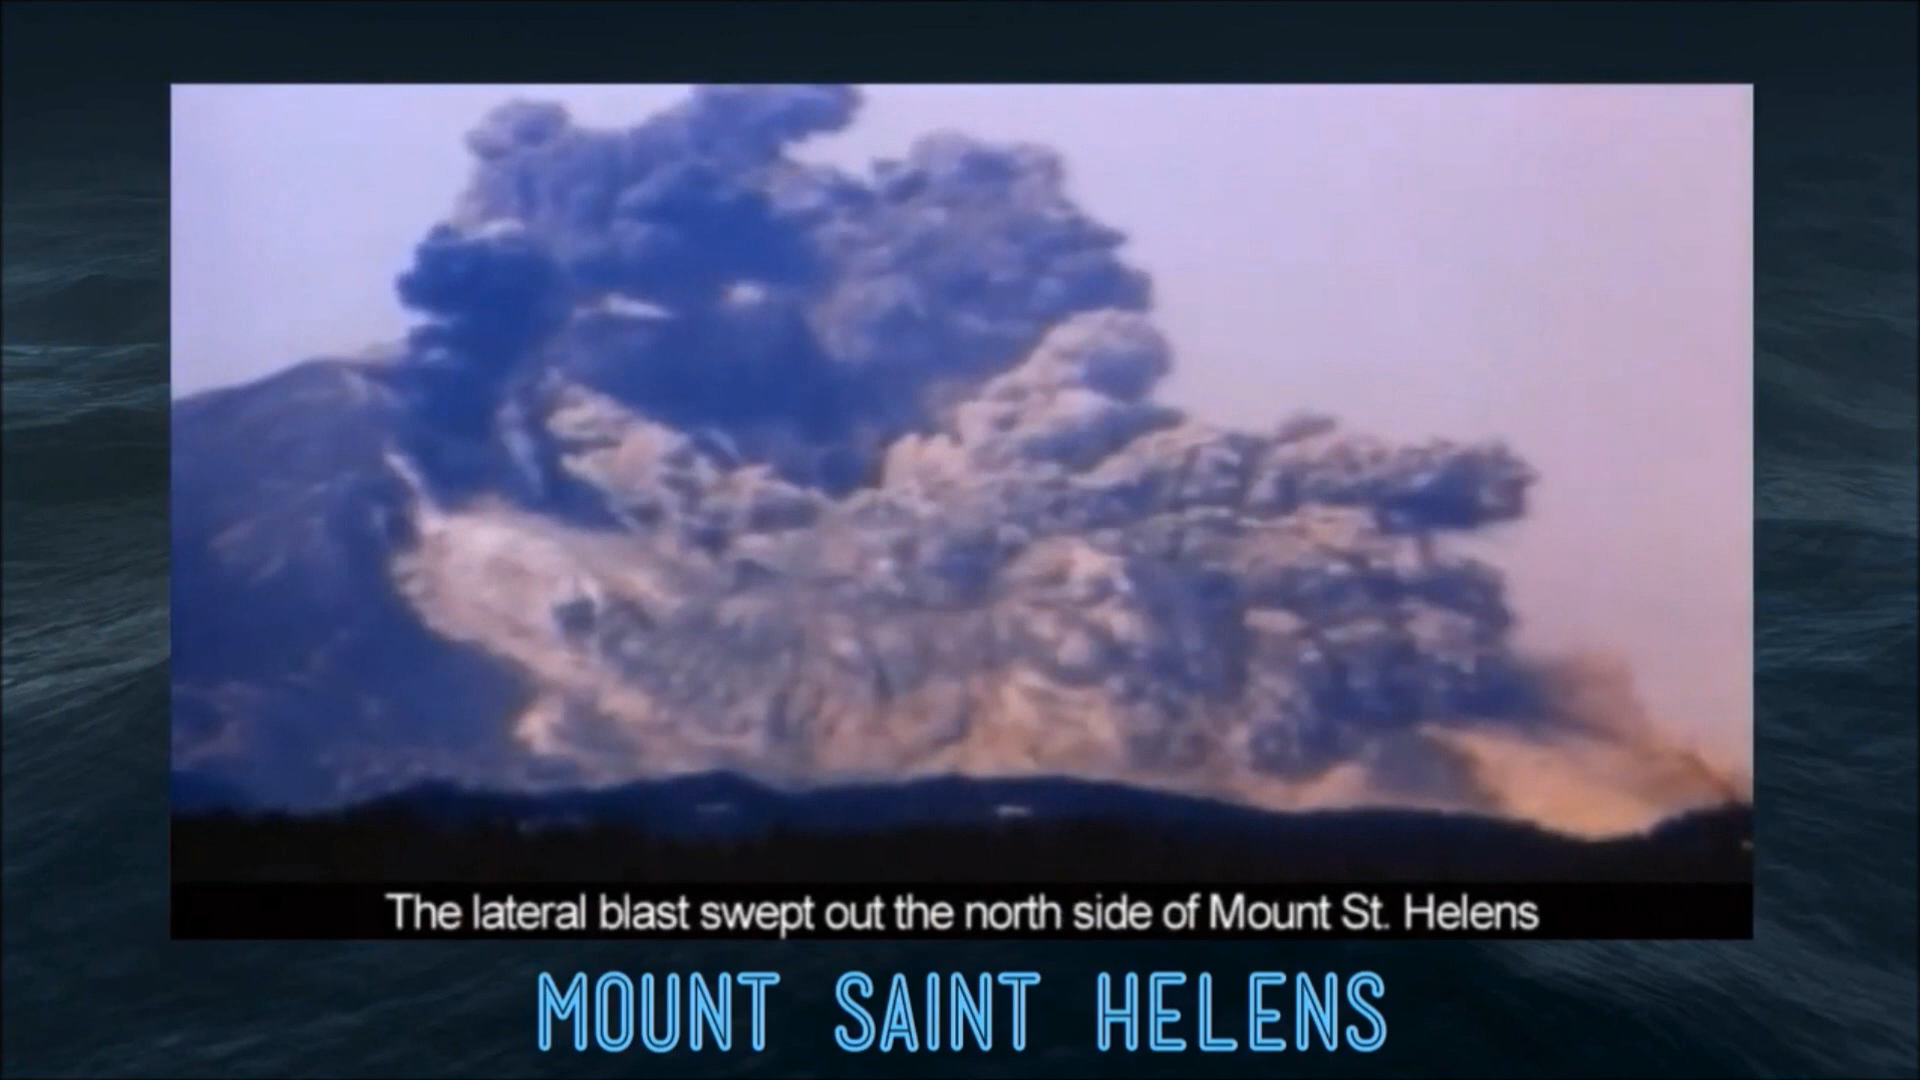 The lateral blast swept out the north side of Mount St. Helens
MOUNT SAINT HELENS